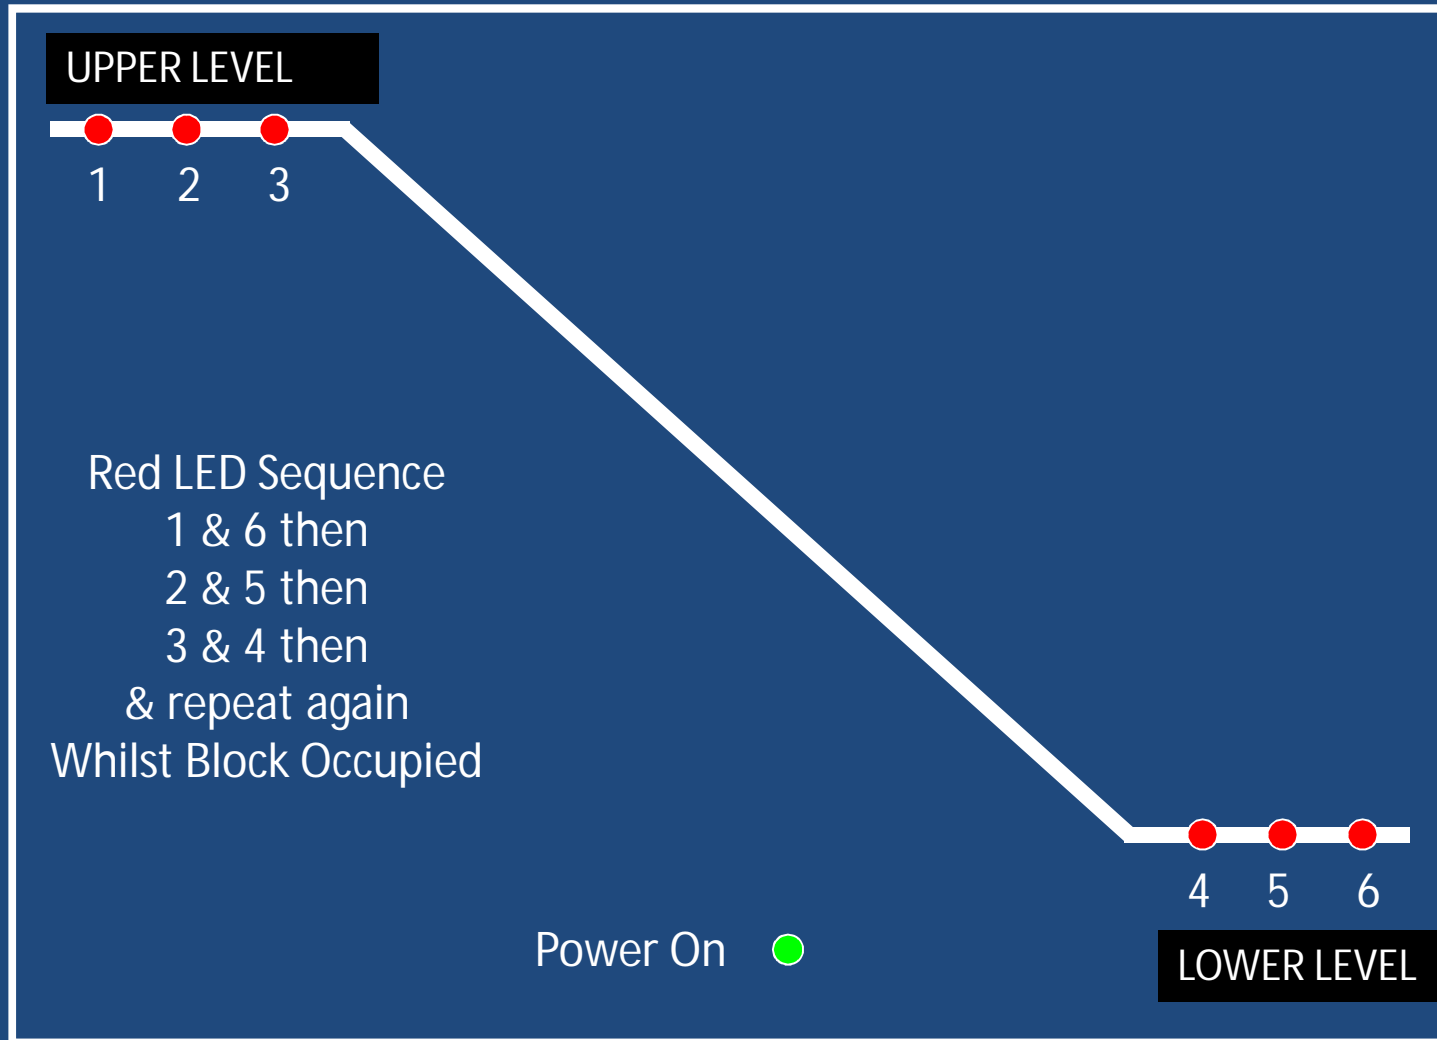 UPPER LEVEL
1 2 3
Red LED Sequence
1 & 6 then
2 & 5 then
3 & 4 then
& repeat again
Whilst Block Occupied
4 5 6
Power On
LOWER LEVEL